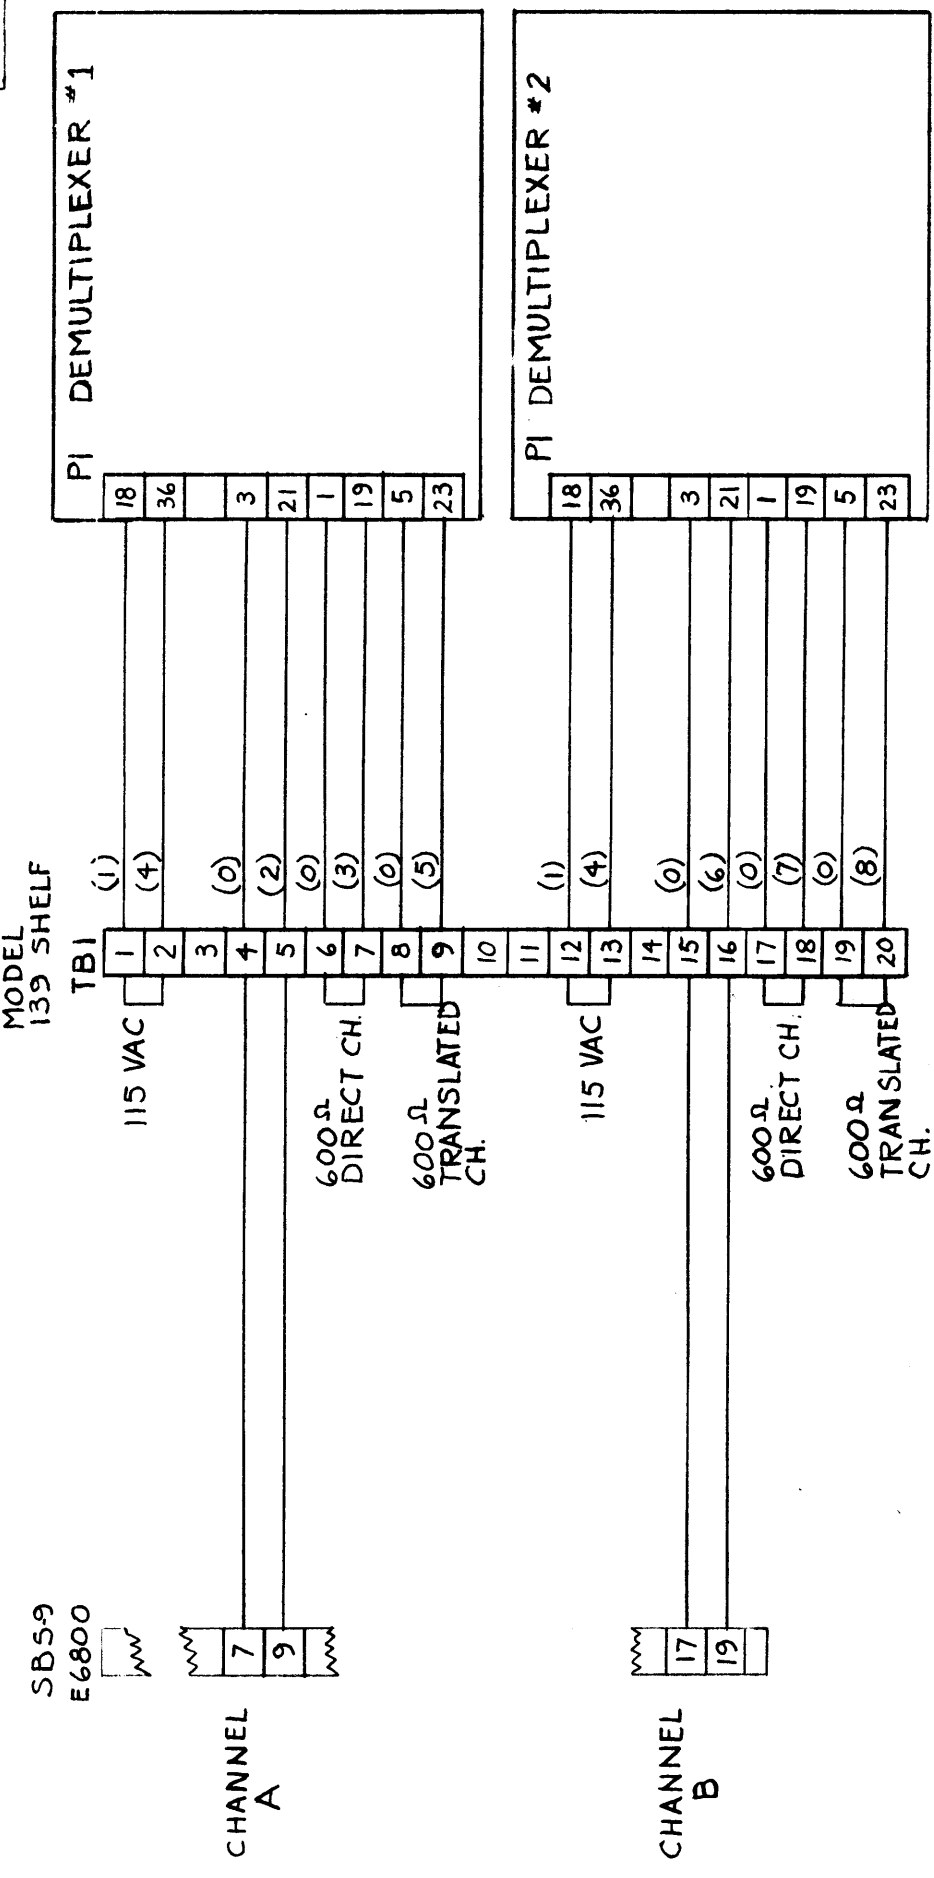 MODEL
139 SHELF
SBS-9
E6800
TB1
P1 DEMULTIPLEXER #1
CHANNEL
A
7
9
115 VAC
600Ω
DIRECT CH.
600Ω
TRANSLATED
CH.
1 (1) 18
2 (4) 36
3
4 (0) 3
5 (2) 21
6 (0) 1
7 (3) 19
8 (0) 5
9 (5) 23
10
11
P1 DEMULTIPLEXER #2
CHANNEL
B
17
19
115 VAC
600Ω
DIRECT CH.
600Ω
TRANSLATED
CH.
12 (1) 18
13 (4) 36
14
15 (0) 3
16 (6) 21
17 (0) 1
18 (7) 19
19 (0) 5
20 (8) 23